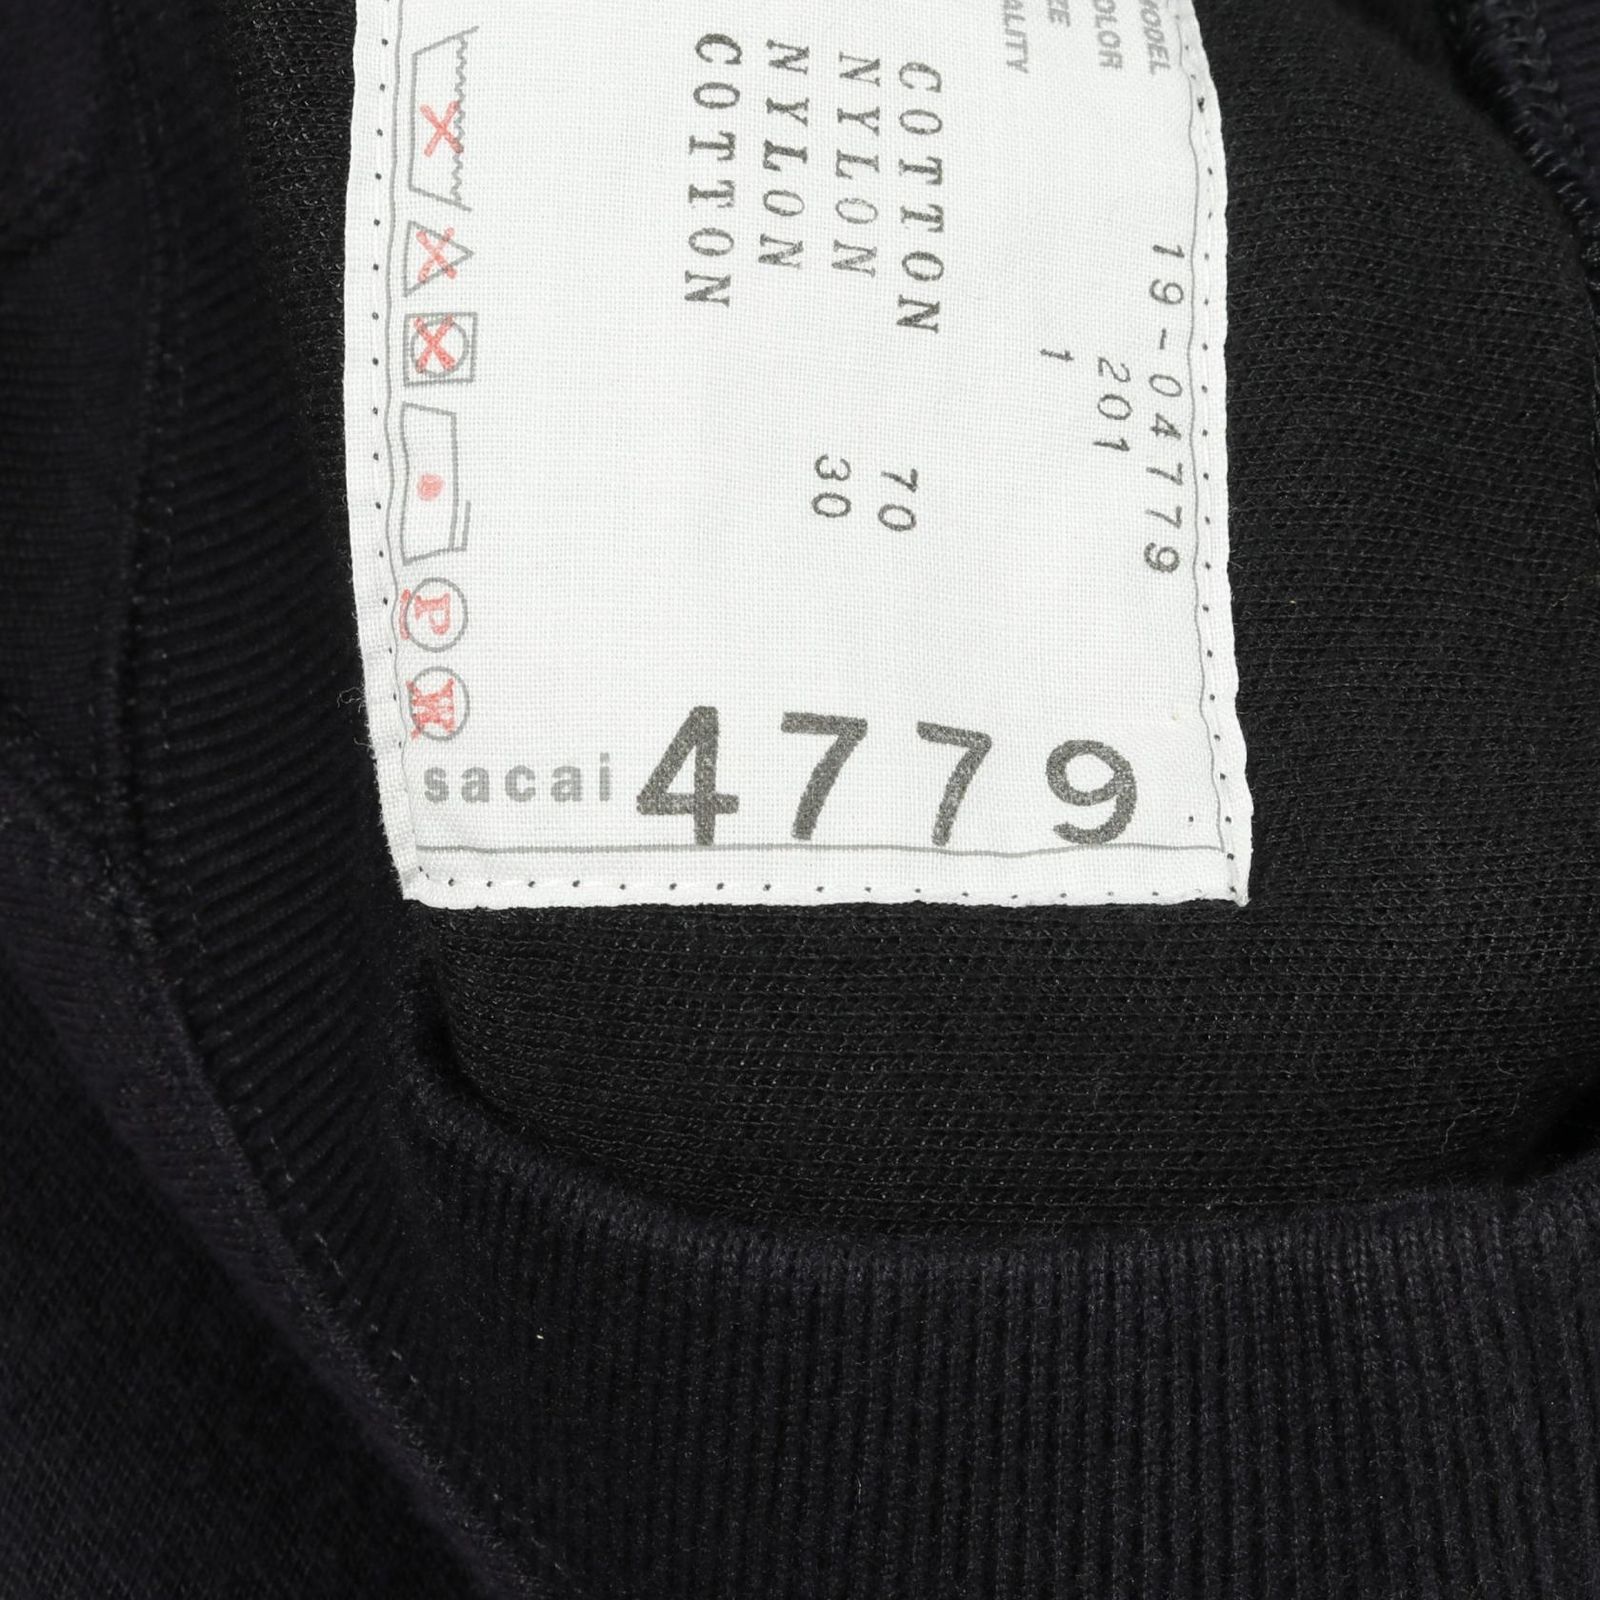 MODEL 19-04779
COLOR 201
ZE 1
ALITY
COTTON 70
NYLON 30
NYLON
COTTON
P
W
sacai 4779